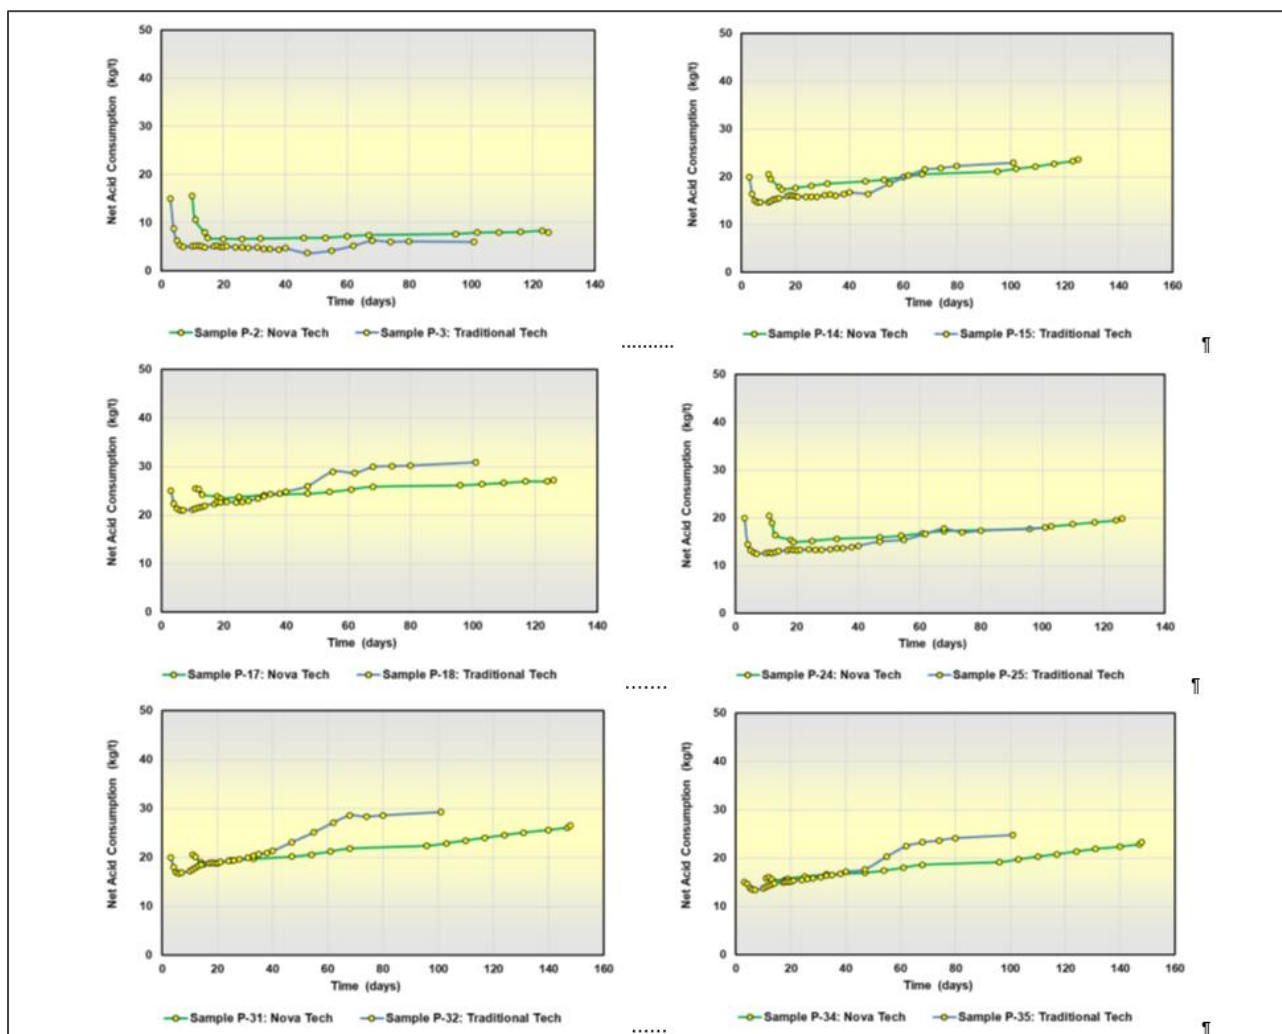 50
40
30
20
10
0
Net Acid Consumption (kg/t)
0 20 40 60 80 100 120 140
Time (days)
Sample P-2: Nova Tech Sample P-3: Traditional Tech
50
40
30
20
10
0
Net Acid Consumption (kg/t)
0 20 40 60 80 100 120 140 160
Time (days)
Sample P-14: Nova Tech Sample P-15: Traditional Tech
.......... ¶
50
40
30
20
10
0
Net Acid Consumption (kg/t)
0 20 40 60 80 100 120 140
Time (days)
Sample P-17: Nova Tech Sample P-18: Traditional Tech
50
40
30
20
10
0
Net Acid Consumption (kg/t)
0 20 40 60 80 100 120 140
Time (days)
Sample P-24: Nova Tech Sample P-25: Traditional Tech
....... ¶
50
40
30
20
10
0
Net Acid Consumption (kg/t)
0 20 40 60 80 100 120 140 160
Time (days)
Sample P-31: Nova Tech Sample P-32: Traditional Tech
50
40
30
20
10
0
Net Acid Consumption (kg/t)
0 20 40 60 80 100 120 140 160
Time (days)
Sample P-34: Nova Tech Sample P-35: Traditional Tech
...... ¶